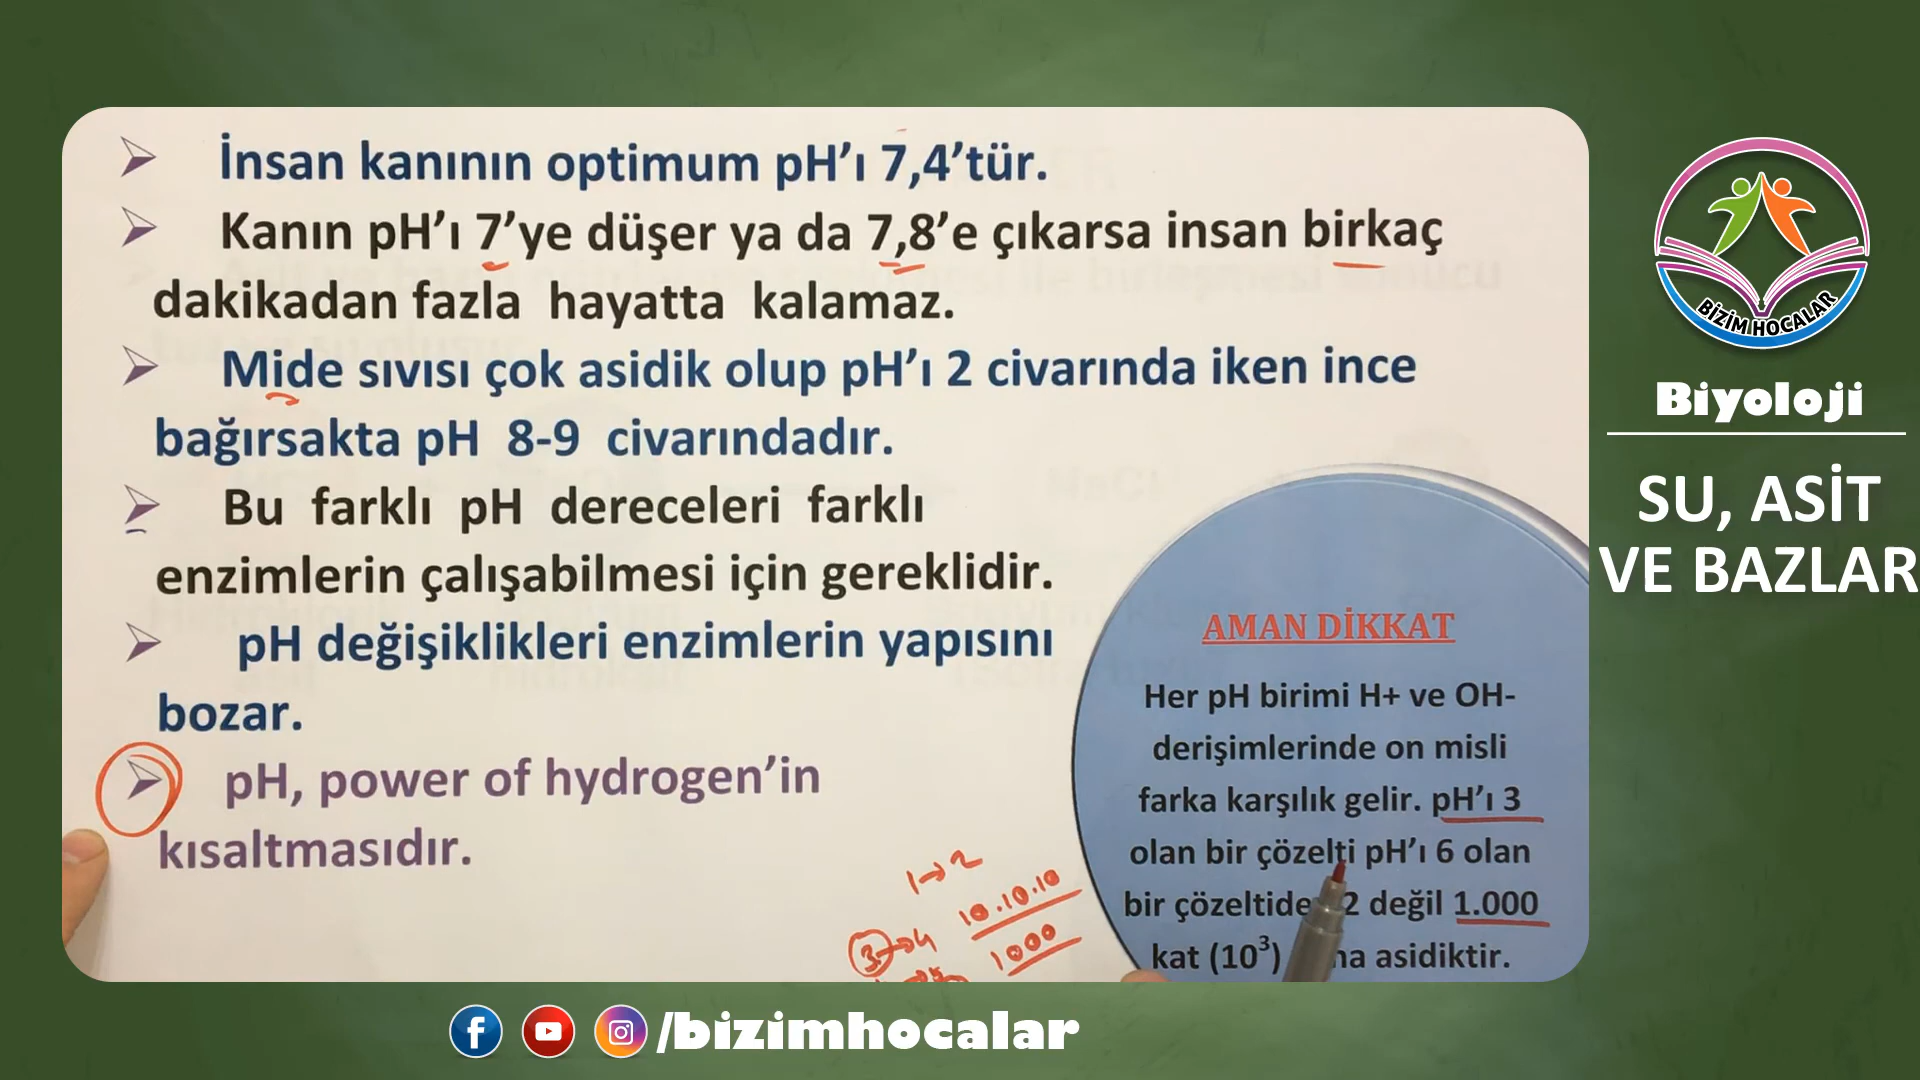 İnsan kanının optimum pH'ı 7,4'tür.
Kanın pH'ı 7'ye düşer ya da 7,8'e çıkarsa insan birkaç
dakikadan fazla hayatta kalamaz.
Mide sıvısı çok asidik olup pH'ı 2 civarında iken ince
bağırsakta pH 8-9 civarındadır.
Bu farklı pH dereceleri farklı
enzimlerin çalışabilmesi için gereklidir.
pH değişiklikleri enzimlerin yapısını
bozar.
pH, power of hydrogen'in
kısaltmasıdır.
1→2
10.10.10
3→4
1000
AMAN DİKKAT
Her pH birimi H+ ve OH-
derişimlerinde on misli
farka karşılık gelir. pH'ı 3
olan bir çözelti pH'ı 6 olan
bir çözeltide 2 değil 1.000
kat (10³) asidiktir.
BİZİM HOCALAR
Biyoloji
SU, ASİT
VE BAZLAR
/bizimhocalar